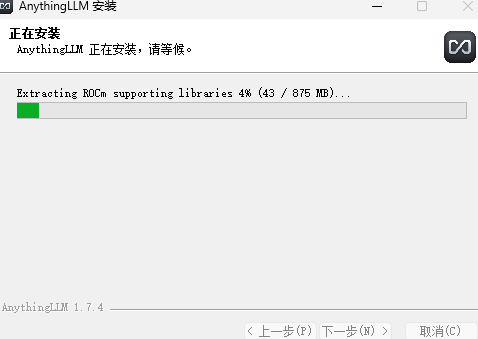 AnythingLLM 安装
正在安装
AnythingLLM 正在安装，请等候。
Extracting ROCm supporting libraries 4% (43 / 875 MB)...
AnythingLLM 1.7.4
< 上一步(P) 下一步(N) > 取消(C)